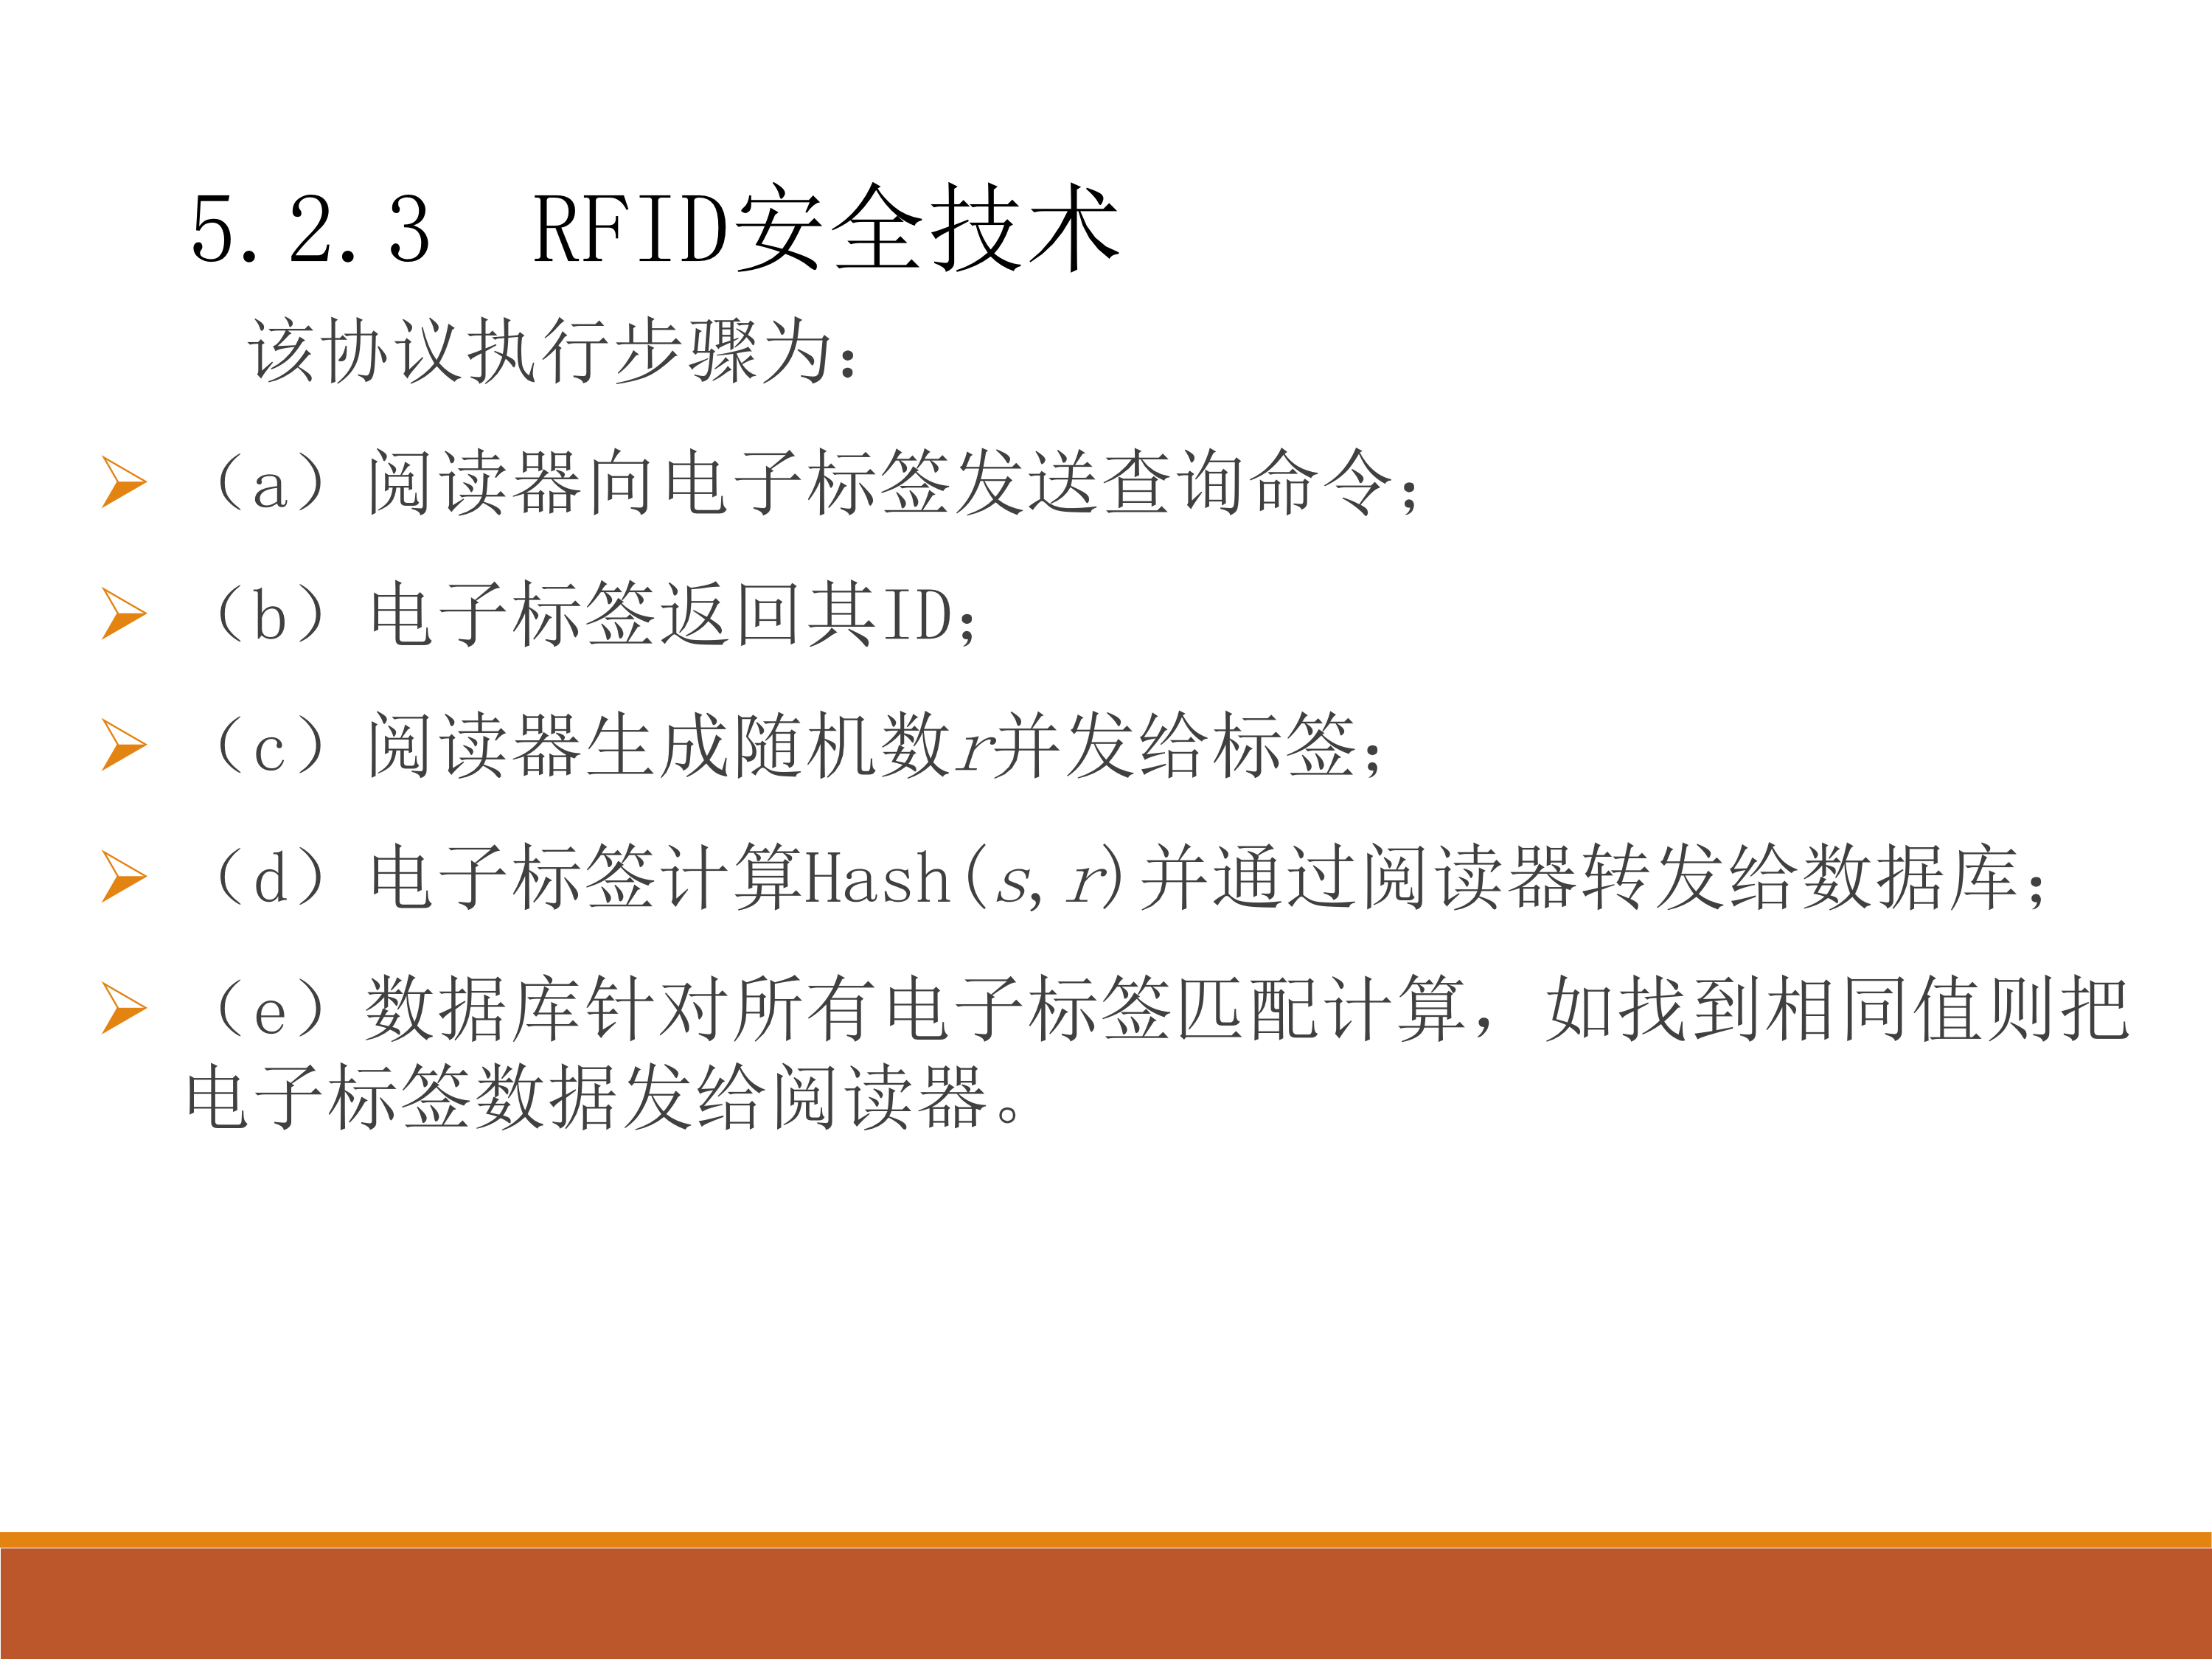 5.2.3  RFID安全技术
该协议执行步骤为：
（a） 阅读器向电子标签发送查询命令；
（b） 电子标签返回其ID；
（c） 阅读器生成随机数r并发给标签；
（d） 电子标签计算Hash(s，r)并通过阅读器转发给数据库；
（e） 数据库针对所有电子标签匹配计算，如找到相同值则把
电子标签数据发给阅读器。